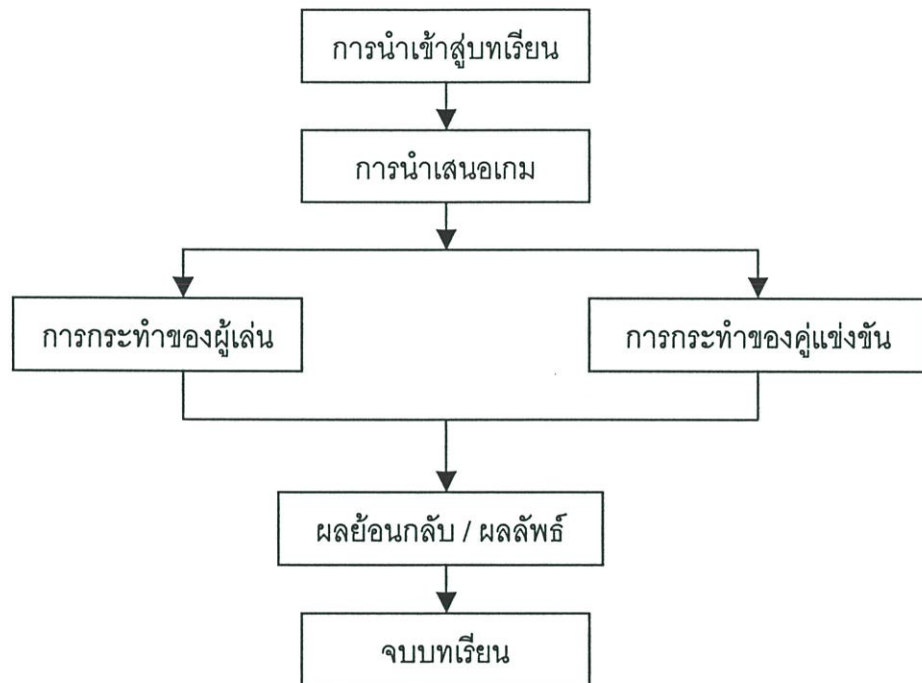 การนำเข้าสู่บทเรียน
การนำเสนอเกม
การกระทำของผู้เล่น
การกระทำของคู่แข่งขัน
ผลย้อนกลับ / ผลลัพธ์
จบบทเรียน